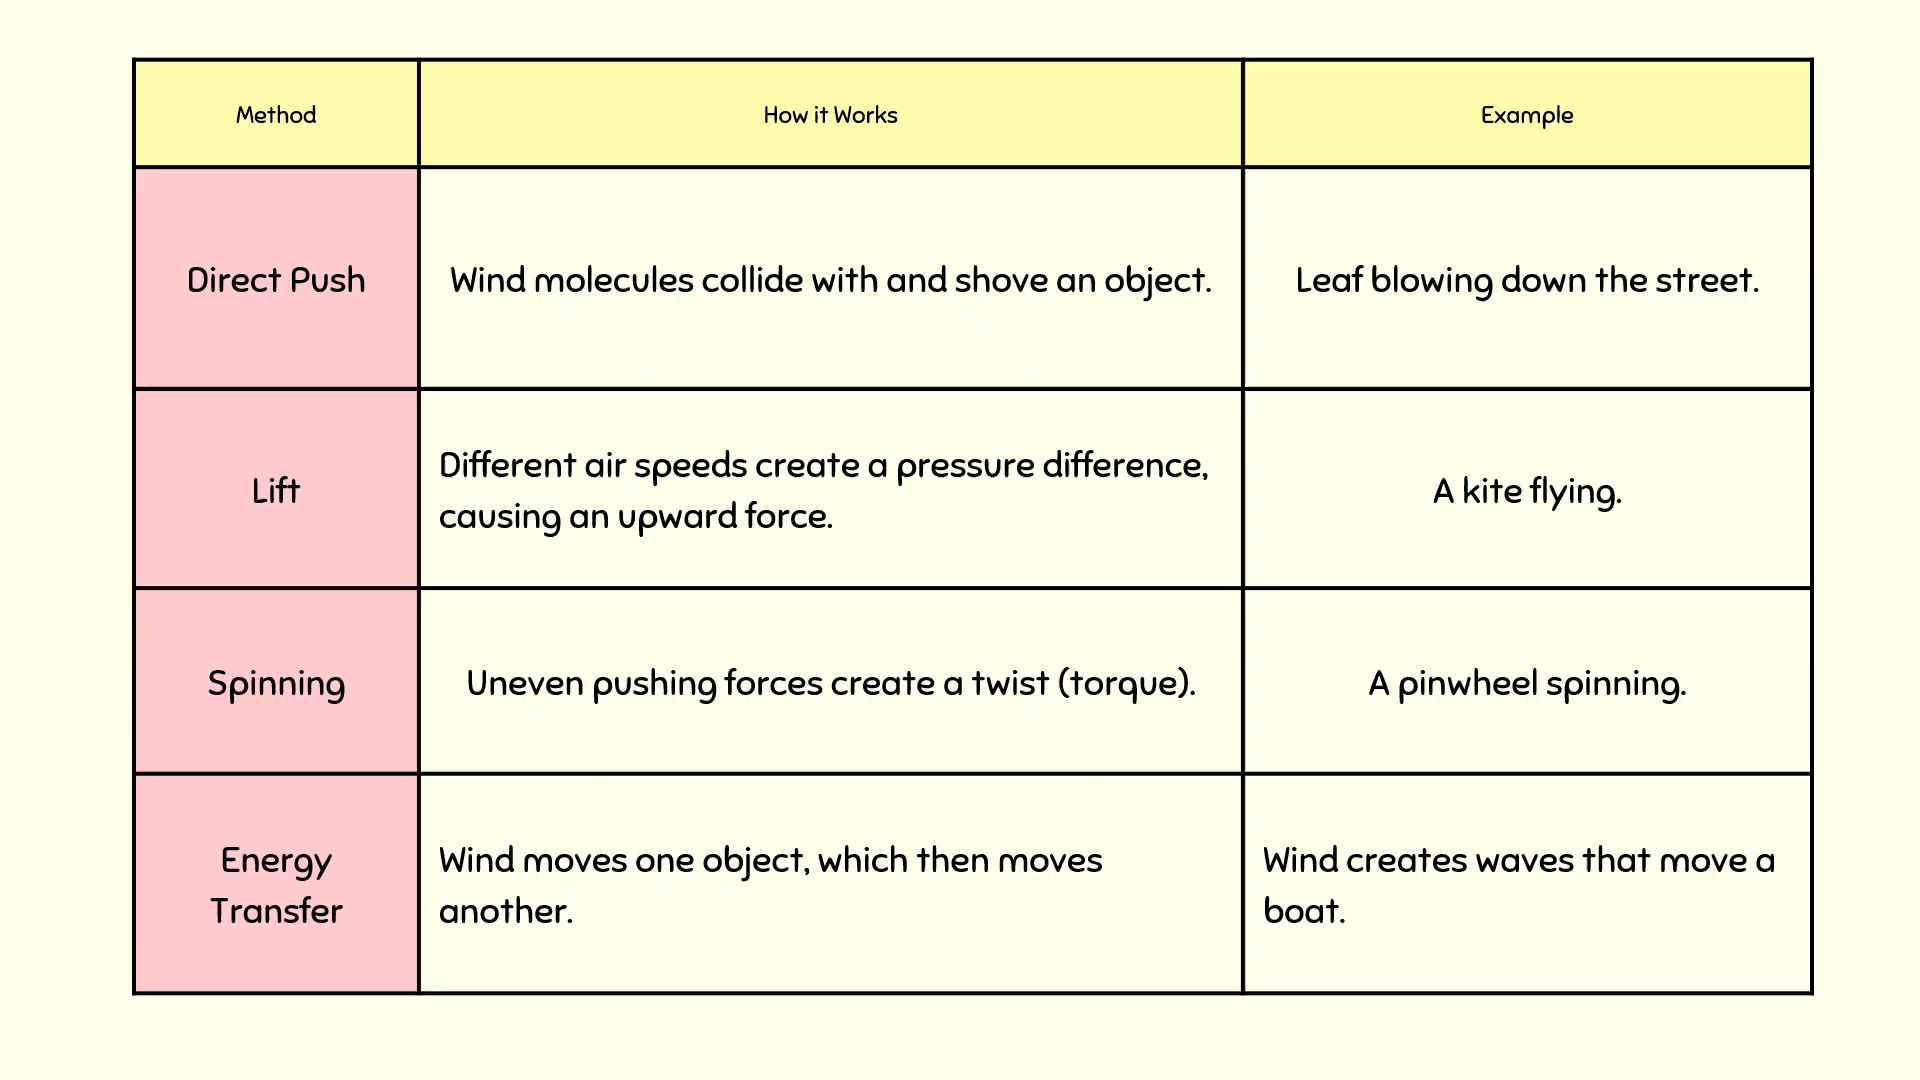 Method
How it Works
Example
Direct Push
Wind molecules collide with and shove an object.
Leaf blowing down the street.
Lift
Different air speeds create a pressure difference,
causing an upward force.
A kite flying.
Spinning
Uneven pushing forces create a twist (torque).
A pinwheel spinning.
Energy
Transfer
Wind moves one object, which then moves
another.
Wind creates waves that move a
boat.